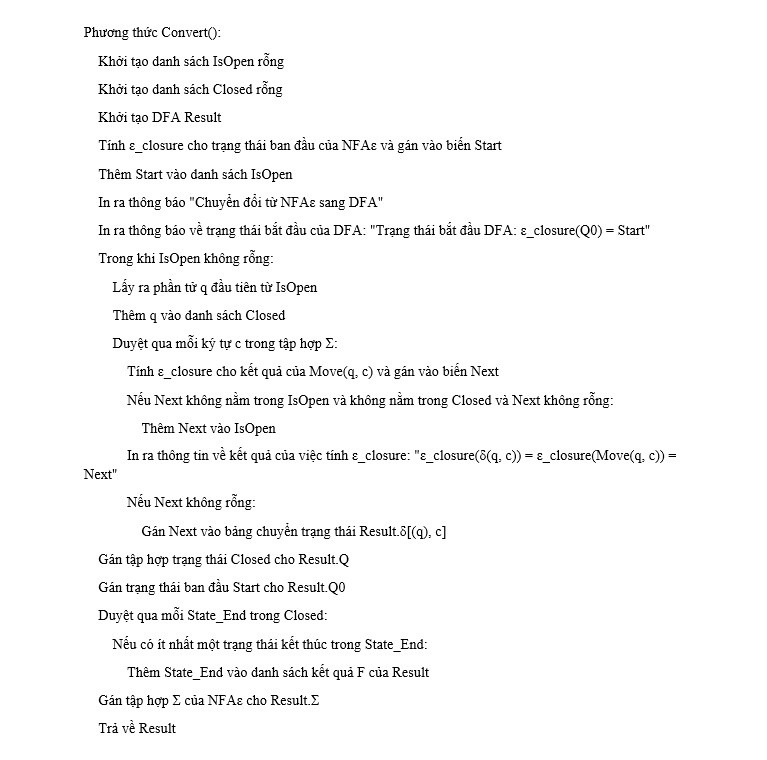 Phương thức Convert():
Khởi tạo danh sách IsOpen rỗng
Khởi tạo danh sách Closed rỗng
Khởi tạo DFA Result
Tính ε_closure cho trạng thái ban đầu của NFAε và gán vào biến Start
Thêm Start vào danh sách IsOpen
In ra thông báo "Chuyển đổi từ NFAε sang DFA"
In ra thông báo về trạng thái bắt đầu của DFA: "Trạng thái bắt đầu DFA: ε_closure(Q0) = Start"
Trong khi IsOpen không rỗng:
Lấy ra phần tử q đầu tiên từ IsOpen
Thêm q vào danh sách Closed
Duyệt qua mỗi ký tự c trong tập hợp Σ:
Tính ε_closure cho kết quả của Move(q, c) và gán vào biến Next
Nếu Next không nằm trong IsOpen và không nằm trong Closed và Next không rỗng:
Thêm Next vào IsOpen
In ra thông tin về kết quả của việc tính ε_closure: "ε_closure(δ(q, c)) = ε_closure(Move(q, c)) =
Next"
Nếu Next không rỗng:
Gán Next vào bảng chuyển trạng thái Result.δ[(q), c]
Gán tập hợp trạng thái Closed cho Result.Q
Gán trạng thái ban đầu Start cho Result.Q0
Duyệt qua mỗi State_End trong Closed:
Nếu có ít nhất một trạng thái kết thúc trong State_End:
Thêm State_End vào danh sách kết quả F của Result
Gán tập hợp Σ của NFAε cho Result.Σ
Trả về Result